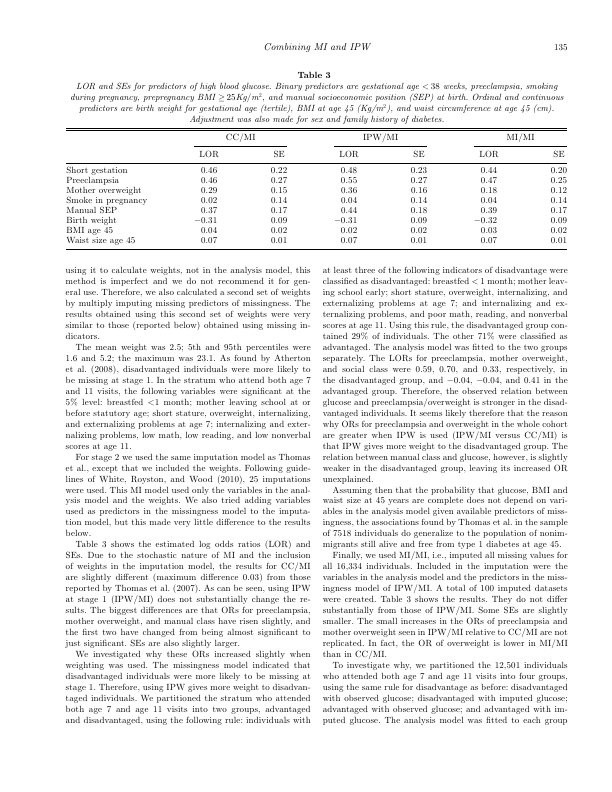 Combining MI and IPW 135
Table 3
LOR and SEs for predictors of high blood glucose. Binary predictors are gestational age < 38 weeks, preeclampsia, smoking
during pregnancy, prepregnancy BMI ≥ 25Kg/m², and manual socioeconomic position (SEP) at birth. Ordinal and continuous
predictors are birth weight for gestational age (tertile), BMI at age 45 (Kg/m²), and waist circumference at age 45 (cm).
Adjustment was also made for sex and family history of diabetes.
CC/MI IPW/MI MI/MI
LOR SE LOR SE LOR SE
Short gestation 0.46 0.22 0.48 0.23 0.44 0.20
Preeclampsia 0.46 0.27 0.55 0.27 0.47 0.25
Mother overweight 0.29 0.15 0.36 0.16 0.18 0.12
Smoke in pregnancy 0.02 0.14 0.04 0.14 0.04 0.14
Manual SEP 0.37 0.17 0.44 0.18 0.39 0.17
Birth weight −0.31 0.09 −0.31 0.09 −0.32 0.09
BMI age 45 0.04 0.02 0.02 0.02 0.03 0.02
Waist size age 45 0.07 0.01 0.07 0.01 0.07 0.01
using it to calculate weights, not in the analysis model, this
method is imperfect and we do not recommend it for gen-
eral use. Therefore, we also calculated a second set of weights
by multiply imputing missing predictors of missingness. The
results obtained using this second set of weights were very
similar to those (reported below) obtained using missing in-
dicators.
The mean weight was 2.5; 5th and 95th percentiles were
1.6 and 5.2; the maximum was 23.1. As found by Atherton
et al. (2008), disadvantaged individuals were more likely to
be missing at stage 1. In the stratum who attend both age 7
and 11 visits, the following variables were significant at the
5% level: breastfed <1 month; mother leaving school at or
before statutory age; short stature, overweight, internalizing,
and externalizing problems at age 7; internalizing and exter-
nalizing problems, low math, low reading, and low nonverbal
scores at age 11.
For stage 2 we used the same imputation model as Thomas
et al., except that we included the weights. Following guide-
lines of White, Royston, and Wood (2010), 25 imputations
were used. This MI model used only the variables in the anal-
ysis model and the weights. We also tried adding variables
used as predictors in the missingness model to the imputa-
tion model, but this made very little difference to the results
below.
Table 3 shows the estimated log odds ratios (LOR) and
SEs. Due to the stochastic nature of MI and the inclusion
of weights in the imputation model, the results for CC/MI
are slightly different (maximum difference 0.03) from those
reported by Thomas et al. (2007). As can be seen, using IPW
at stage 1 (IPW/MI) does not substantially change the re-
sults. The biggest differences are that ORs for preeclampsia,
mother overweight, and manual class have risen slightly, and
the first two have changed from being almost significant to
just significant. SEs are also slightly larger.
We investigated why these ORs increased slightly when
weighting was used. The missingness model indicated that
disadvantaged individuals were more likely to be missing at
stage 1. Therefore, using IPW gives more weight to disadvan-
taged individuals. We partitioned the stratum who attended
both age 7 and age 11 visits into two groups, advantaged
and disadvantaged, using the following rule: individuals with
at least three of the following indicators of disadvantage were
classified as disadvantaged: breastfed < 1 month; mother leav-
ing school early; short stature, overweight, internalizing, and
externalizing problems at age 7; and internalizing and ex-
ternalizing problems, and poor math, reading, and nonverbal
scores at age 11. Using this rule, the disadvantaged group con-
tained 29% of individuals. The other 71% were classified as
advantaged. The analysis model was fitted to the two groups
separately. The LORs for preeclampsia, mother overweight,
and social class were 0.59, 0.70, and 0.33, respectively, in
the disadvantaged group, and −0.04, −0.04, and 0.41 in the
advantaged group. Therefore, the observed relation between
glucose and preeclampsia/overweight is stronger in the disad-
vantaged individuals. It seems likely therefore that the reason
why ORs for preeclampsia and overweight in the whole cohort
are greater when IPW is used (IPW/MI versus CC/MI) is
that IPW gives more weight to the disadvantaged group. The
relation between manual class and glucose, however, is slightly
weaker in the disadvantaged group, leaving its increased OR
unexplained.
Assuming then that the probability that glucose, BMI and
waist size at 45 years are complete does not depend on vari-
ables in the analysis model given available predictors of miss-
ingness, the associations found by Thomas et al. in the sample
of 7518 individuals do generalize to the population of nonim-
migrants still alive and free from type 1 diabetes at age 45.
Finally, we used MI/MI, i.e., imputed all missing values for
all 16,334 individuals. Included in the imputation were the
variables in the analysis model and the predictors in the miss-
ingness model of IPW/MI. A total of 100 imputed datasets
were created. Table 3 shows the results. They do not differ
substantially from those of IPW/MI. Some SEs are slightly
smaller. The small increases in the ORs of preeclampsia and
mother overweight seen in IPW/MI relative to CC/MI are not
replicated. In fact, the OR of overweight is lower in MI/MI
than in CC/MI.
To investigate why, we partitioned the 12,501 individuals
who attended both age 7 and age 11 visits into four groups,
using the same rule for disadvantage as before: disadvantaged
with observed glucose; disadvantaged with imputed glucose;
advantaged with observed glucose; and advantaged with im-
puted glucose. The analysis model was fitted to each group